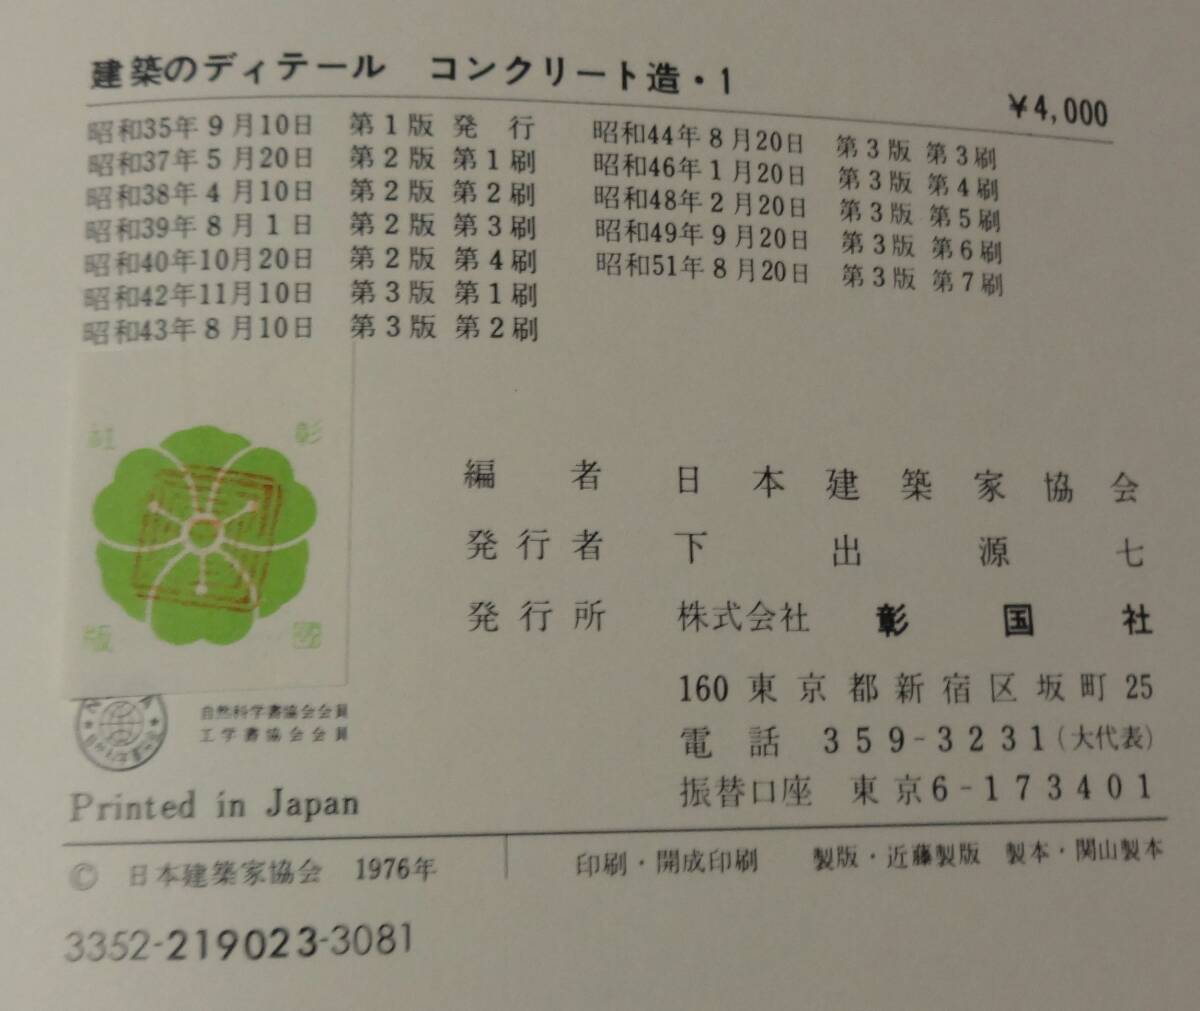 建築のディテール コンクリート造・1
¥4,000
昭和35年9月10日 第1版 発行
昭和37年5月20日 第2版 第1刷
昭和38年4月10日 第2版 第2刷
昭和39年8月1日 第2版 第3刷
昭和40年10月20日 第2版 第4刷
昭和42年11月10日 第3版 第1刷
昭和43年8月10日 第3版 第2刷
昭和44年8月20日 第3版 第3刷
昭和46年1月20日 第3版 第4刷
昭和48年2月20日 第3版 第5刷
昭和49年9月20日 第3版 第6刷
昭和51年8月20日 第3版 第7刷
彰國社版
編者 日本建築家協会
発行者 下出源七
発行所 株式会社 彰国社
160 東京都新宿区坂町25
電話 359-3231(大代表)
振替口座 東京6-173401
自然科学書協会会員
工学書協会会員
Printed in Japan
© 日本建築家協会 1976年
印刷・開成印刷 製版・近藤製版 製本・関山製本
3352-219023-3081